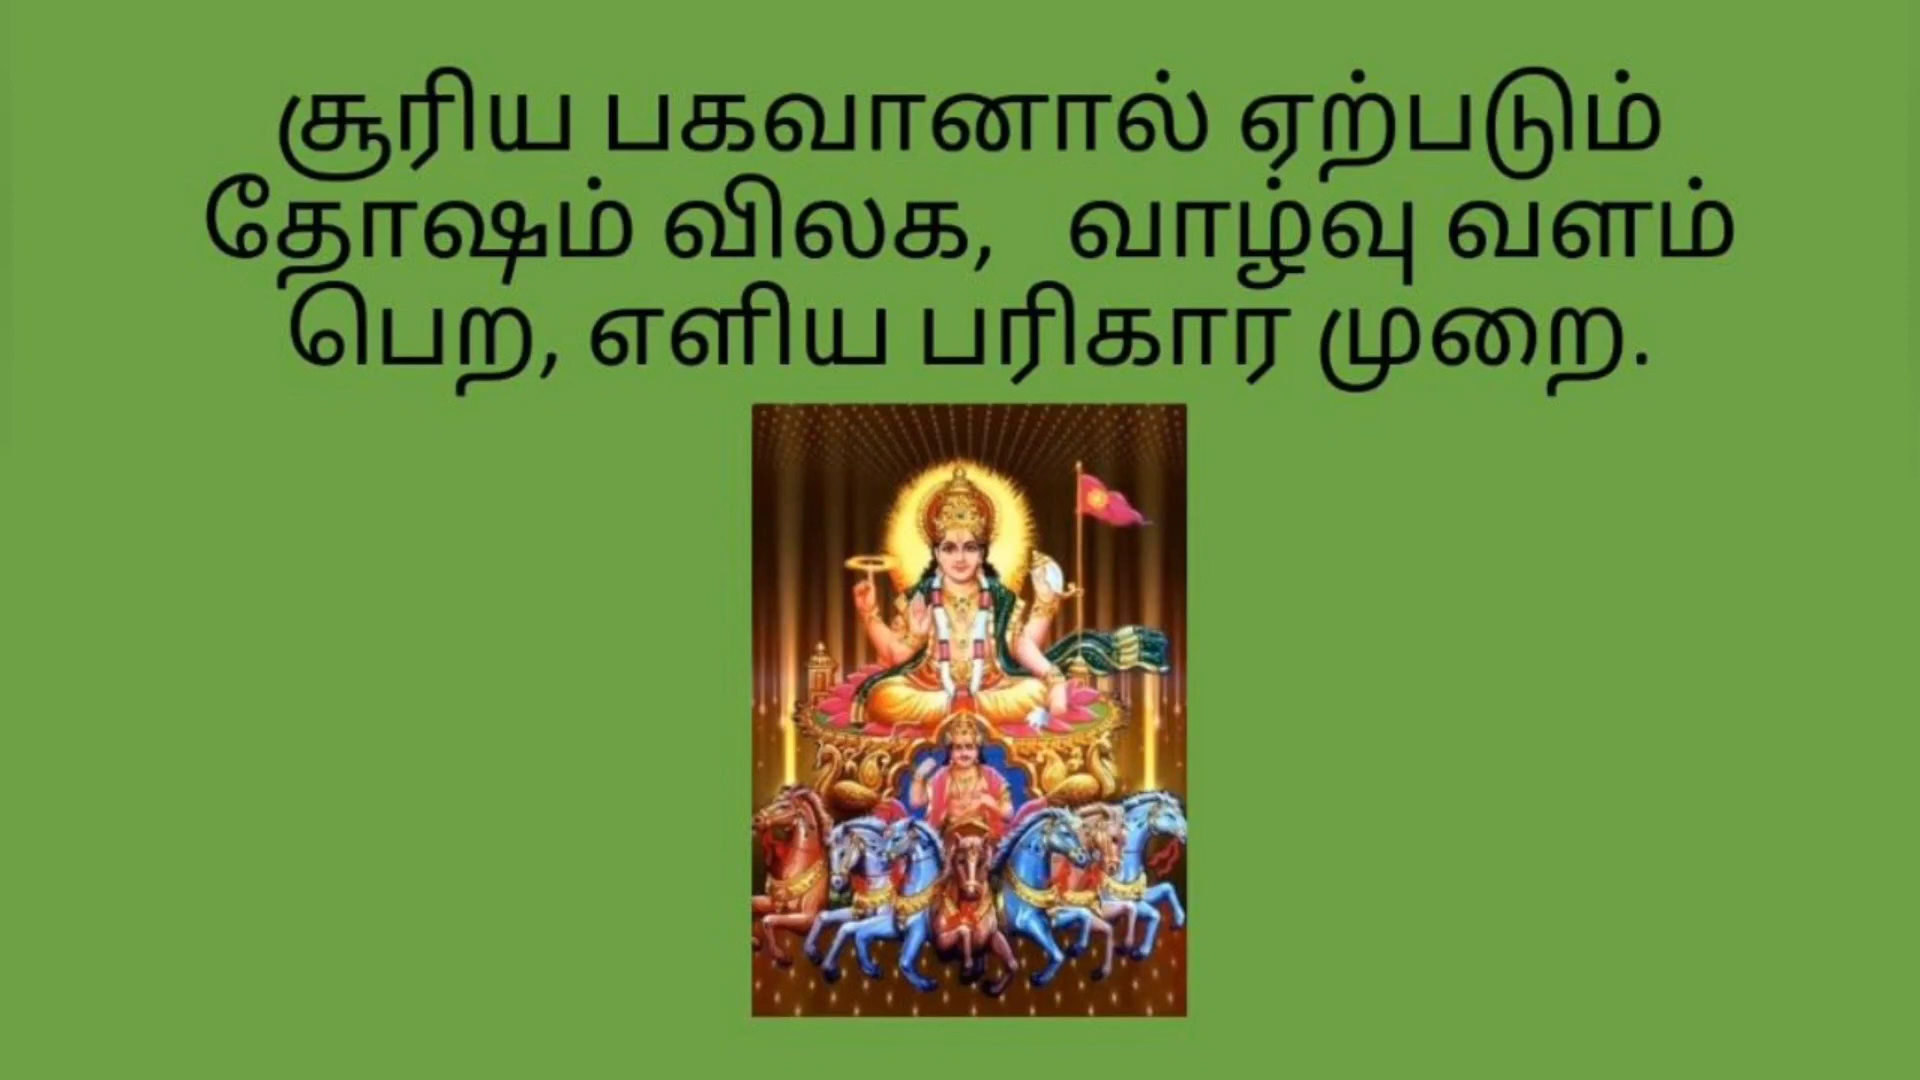 சூரிய பகவானால் ஏற்படும்
தோஷம் விலக, வாழ்வு வளம்
பெற, எளிய பரிகார முறை.